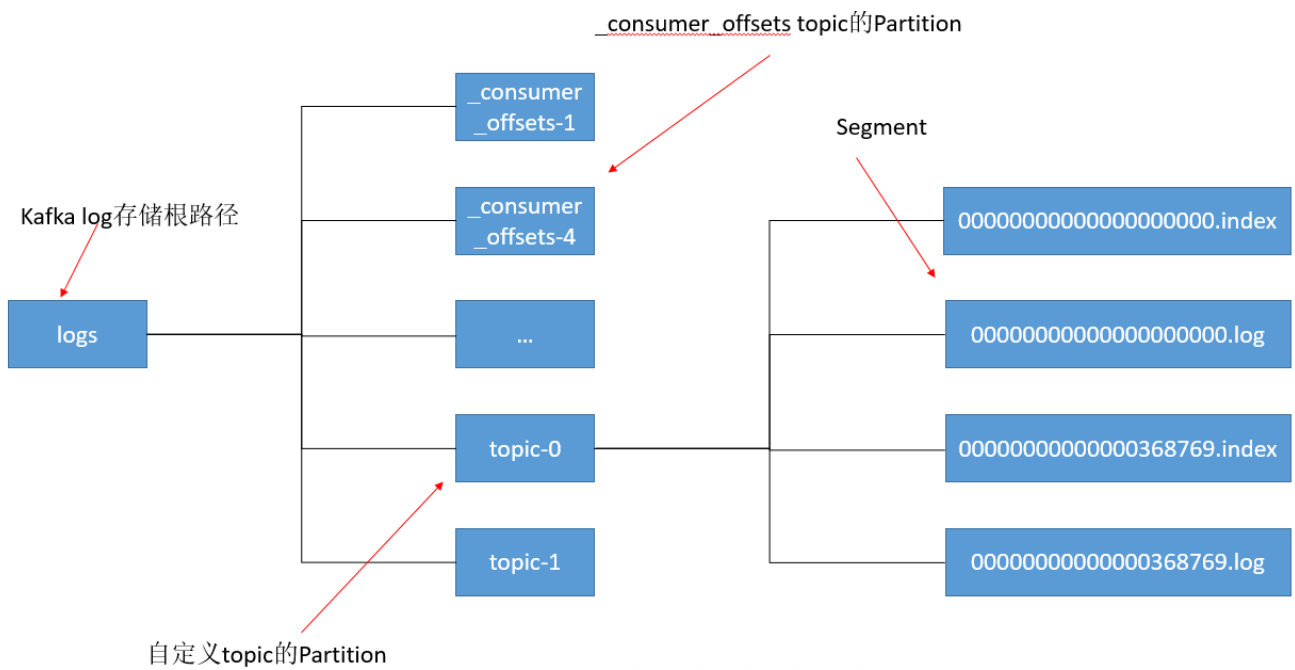 _consumer_offsets topic的Partition
_consumer
_offsets-1
Segment
_consumer
_offsets-4
Kafka log存储根路径
00000000000000000000.index
logs
...
00000000000000000000.log
topic-0
00000000000000368769.index
topic-1
00000000000000368769.log
自定义topic的Partition